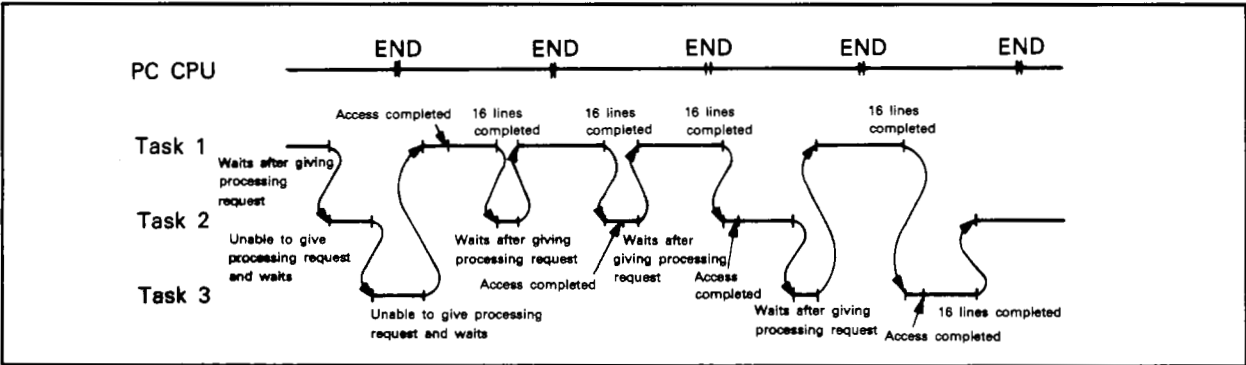 END END END END END
PC CPU
Access completed
16 lines
completed
16 lines
completed
16 lines
completed
16 lines
completed
Task 1
Waits after giving
processing
request
Task 2
Unable to give
processing request
and waits
Waits after giving
processing request
Access completed
Waits after
giving processing
request
Access
completed
Task 3
Unable to give processing
request and waits
Waits after giving
processing request
16 lines completed
Access completed